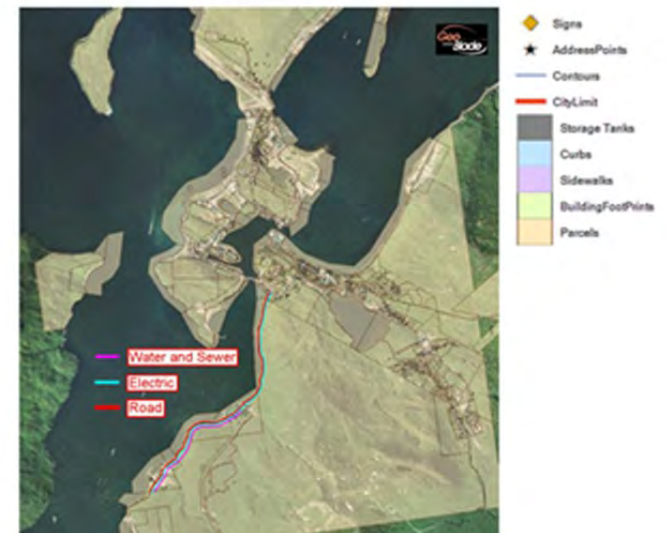 Signs
AddressPoints
Contours
CityLimit
Storage Tanks
Curbs
Sidewalks
BuildingFootPrints
Parcels
Water and Sewer
Electric
Road